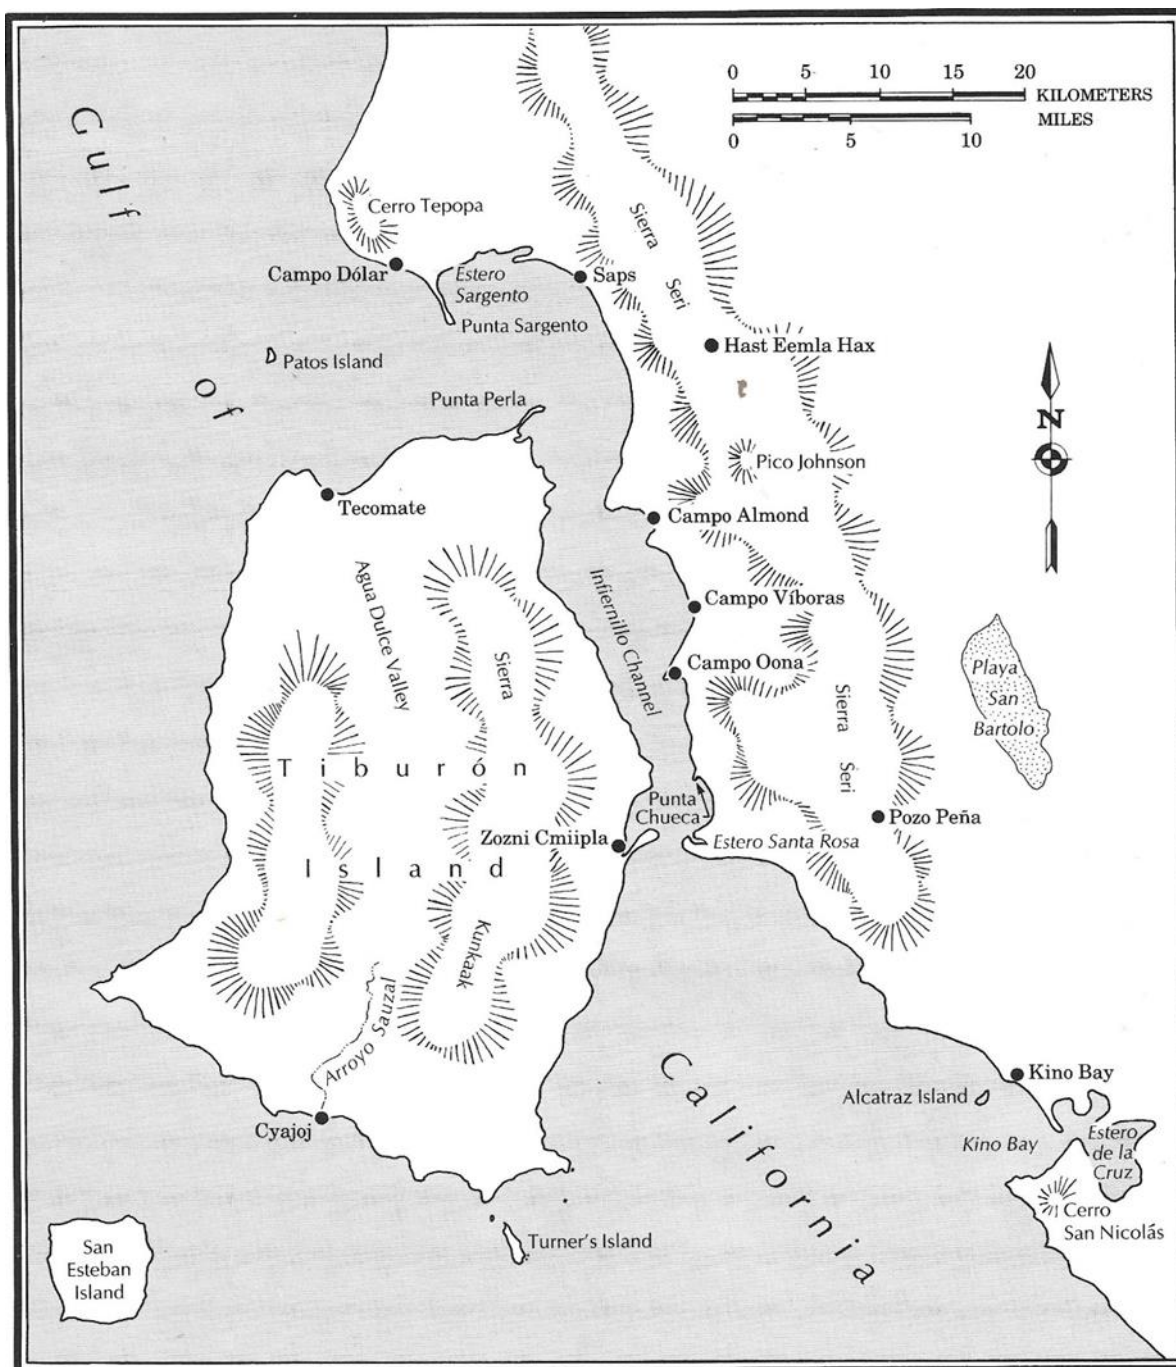 0 5 10 15 20
KILOMETERS
MILES
0 5 10
Gulf
of
California
Cerro Tepopa
Campo Dólar
Estero
Sargento
Saps
Sierra
Seri
Punta Sargento
Patos Island
Hast Eemla Hax
Punta Perla
N
Pico Johnson
Tecomate
Campo Almond
Agua Dulce Valley
Infiernillo Channel
Campo Víboras
Sierra
Kunkaak
Campo Oona
Sierra
Seri
Playa
San
Bartolo
Tiburón
Island
Punta
Chueca
Pozo Peña
Zozni Cmiipla
Estero Santa Rosa
Arroyo Sauzal
Kino Bay
Alcatraz Island
Cyajoj
Kino Bay
Estero
de la
Cruz
Cerro
San Nicolás
Turner's Island
San
Esteban
Island